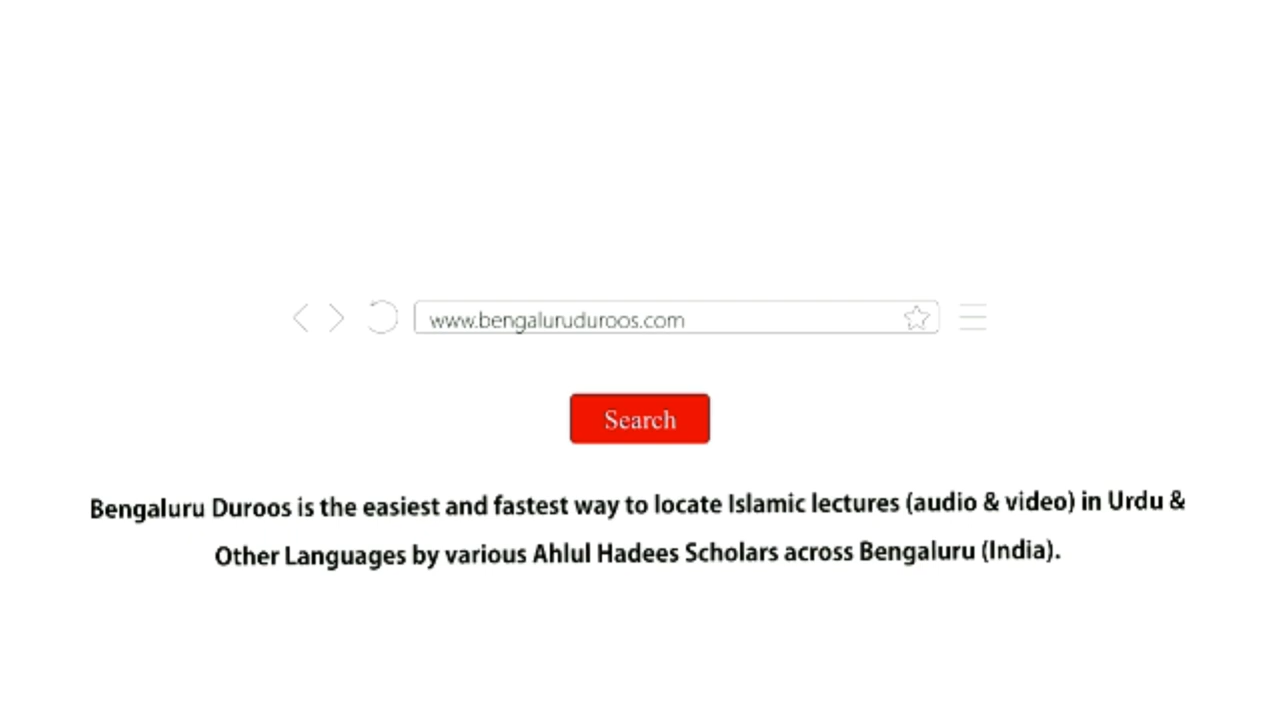 www.bengaluruduroos.com
Search
Bengaluru Duroos is the easiest and fastest way to locate Islamic lectures (audio & video) in Urdu &
Other Languages by various Ahlul Hadees Scholars across Bengaluru (India).